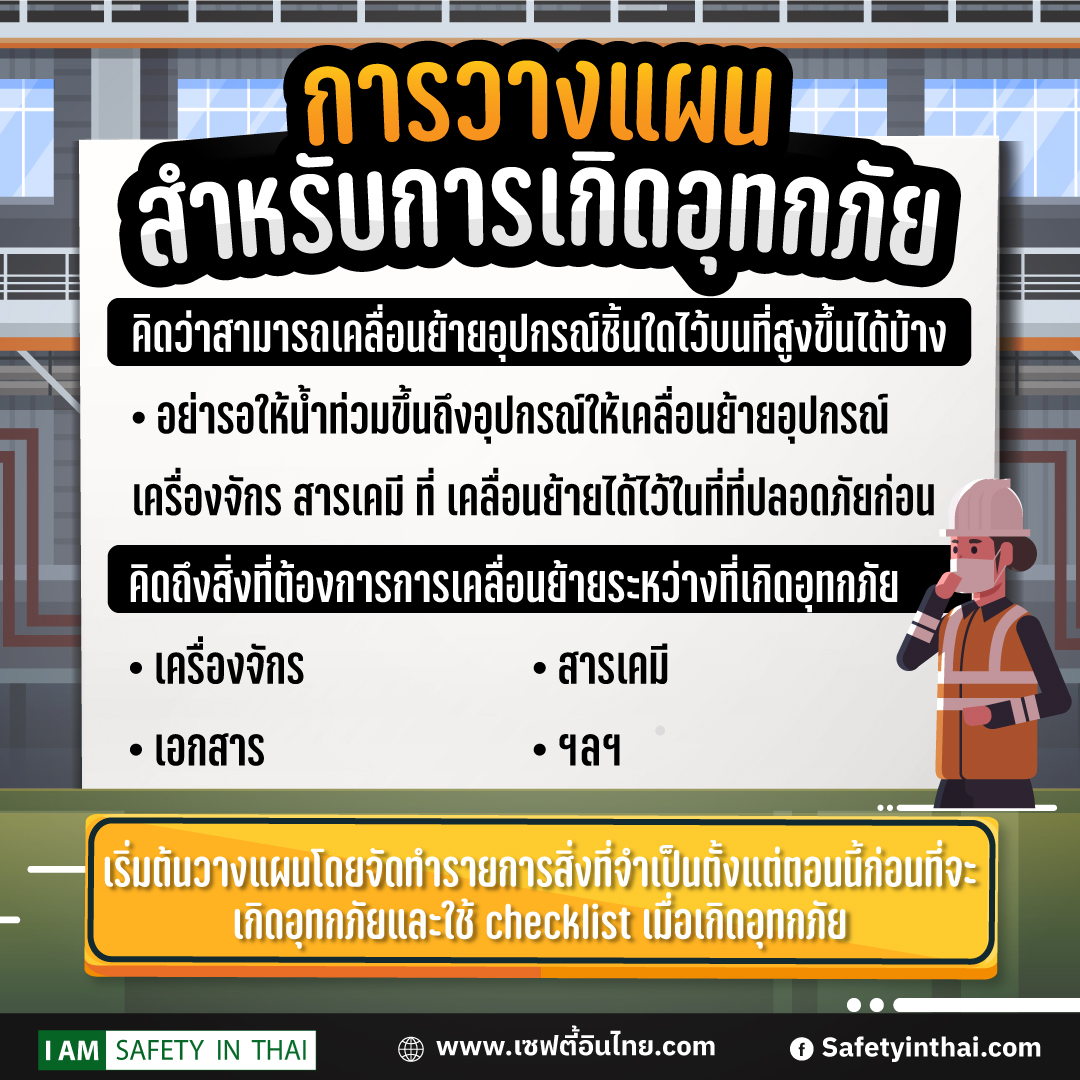 การวางแผน
สำหรับการเกิดอุทกภัย
คิดว่าสามารถเคลื่อนย้ายอุปกรณ์ชิ้นใดไว้บนที่สูงขึ้นได้บ้าง
• อย่ารอให้น้ำท่วมขึ้นถึงอุปกรณ์ให้เคลื่อนย้ายอุปกรณ์
เครื่องจักร สารเคมี ที่ เคลื่อนย้ายได้ไว้ในที่ที่ปลอดภัยก่อน
คิดถึงสิ่งที่ต้องการการเคลื่อนย้ายระหว่างที่เกิดอุทกภัย
• เครื่องจักร • สารเคมี
• เอกสาร • ฯลฯ
เริ่มต้นวางแผนโดยจัดทำรายการสิ่งที่จำเป็นตั้งแต่ตอนนี้ก่อนที่จะ
เกิดอุทกภัยและใช้ checklist เมื่อเกิดอุทกภัย
I AM SAFETY IN THAI www.เซฟตี้อินไทย.com Safetyinthai.com